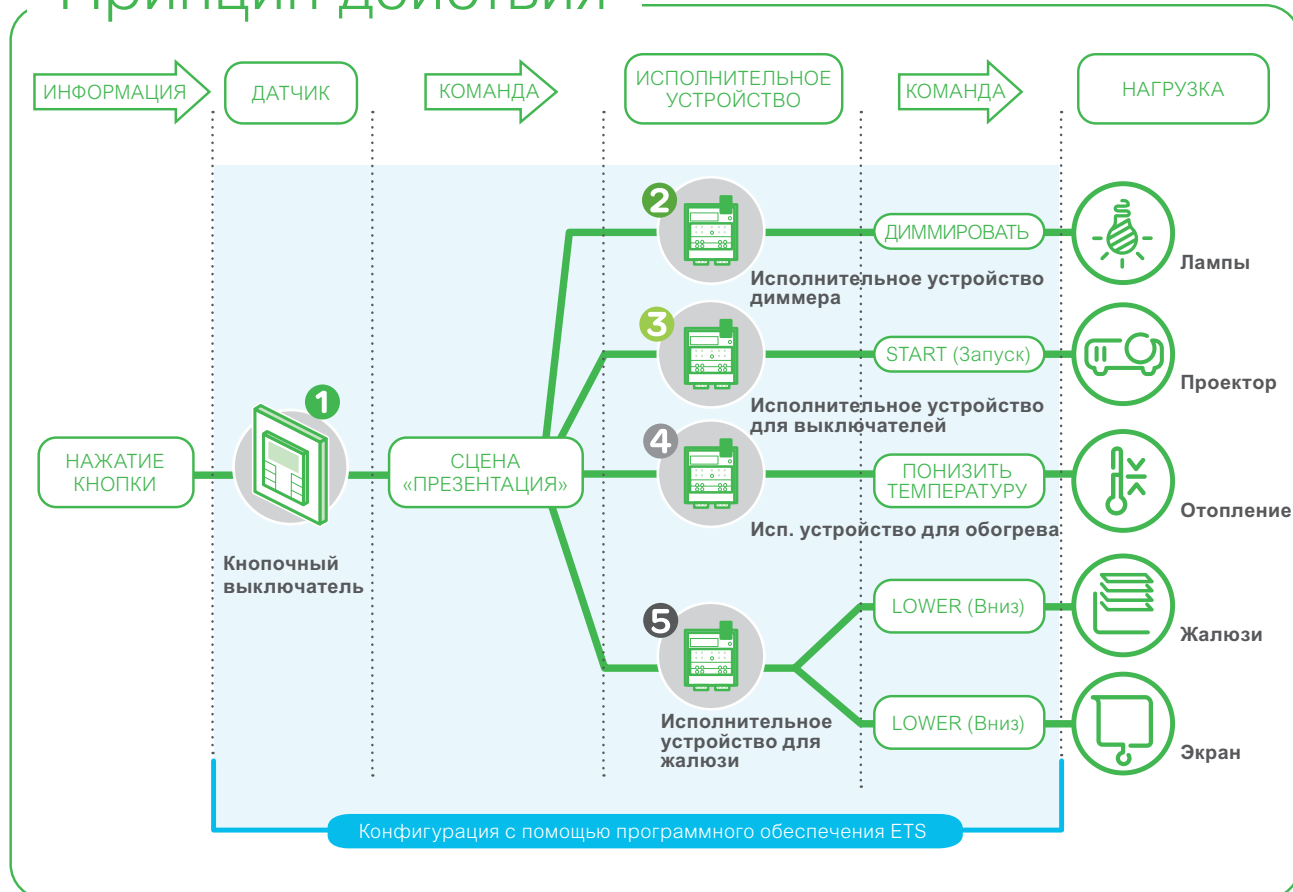 Принцип действия
ИНФОРМАЦИЯ
ДАТЧИК
КОМАНДА
ИСПОЛНИТЕЛЬНОЕ
УСТРОЙСТВО
КОМАНДА
НАГРУЗКА
2
ДИММИРОВАТЬ
Лампы
Исполнительное устройство
диммера
3
START (Запуск)
Проектор
Исполнительное устройство
для выключателей
1
4
НАЖАТИЕ
КНОПКИ
СЦЕНА
«ПРЕЗЕНТАЦИЯ»
ПОНИЗИТЬ
ТЕМПЕРАТУРУ
Отопление
Исп. устройство для обогрева
Кнопочный
выключатель
5
LOWER (Вниз)
Жалюзи
LOWER (Вниз)
Экран
Исполнительное
устройство для
жалюзи
Конфигурация с помощью программного обеспечения ETS